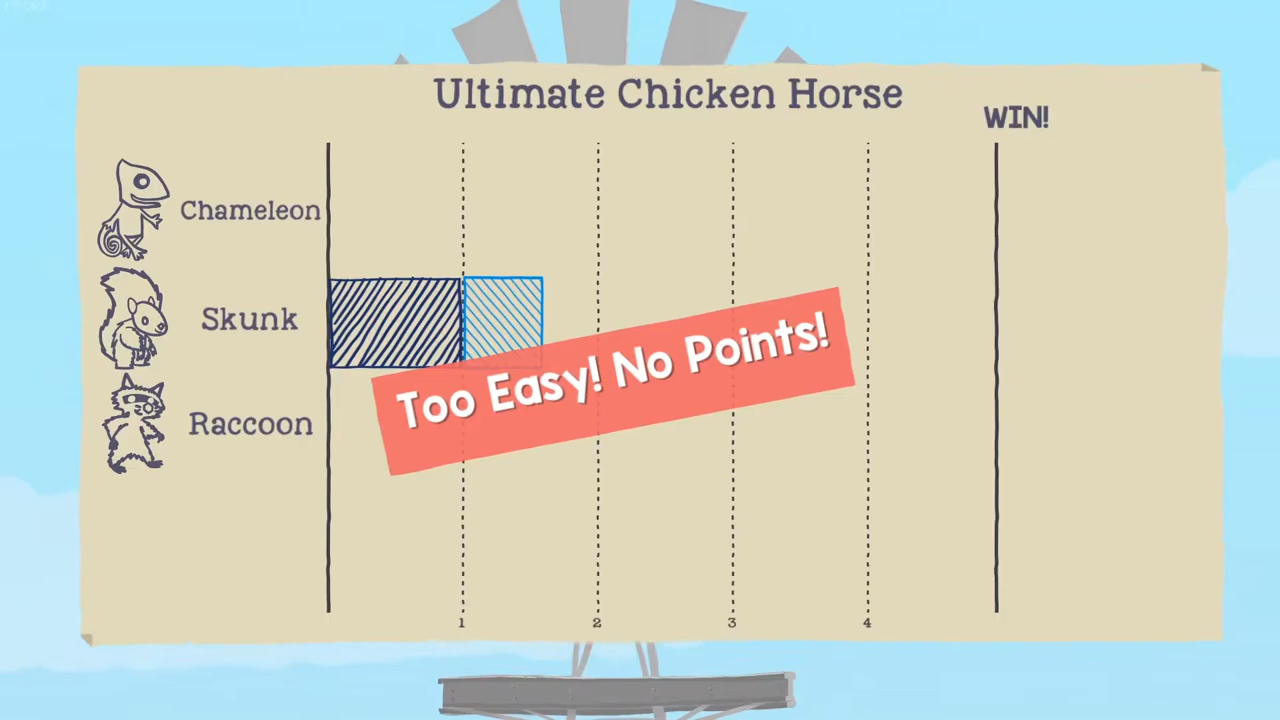 Ultimate Chicken Horse
WIN!
Chameleon
Skunk
Too Easy! No Points!
Raccoon
1 2 3 4